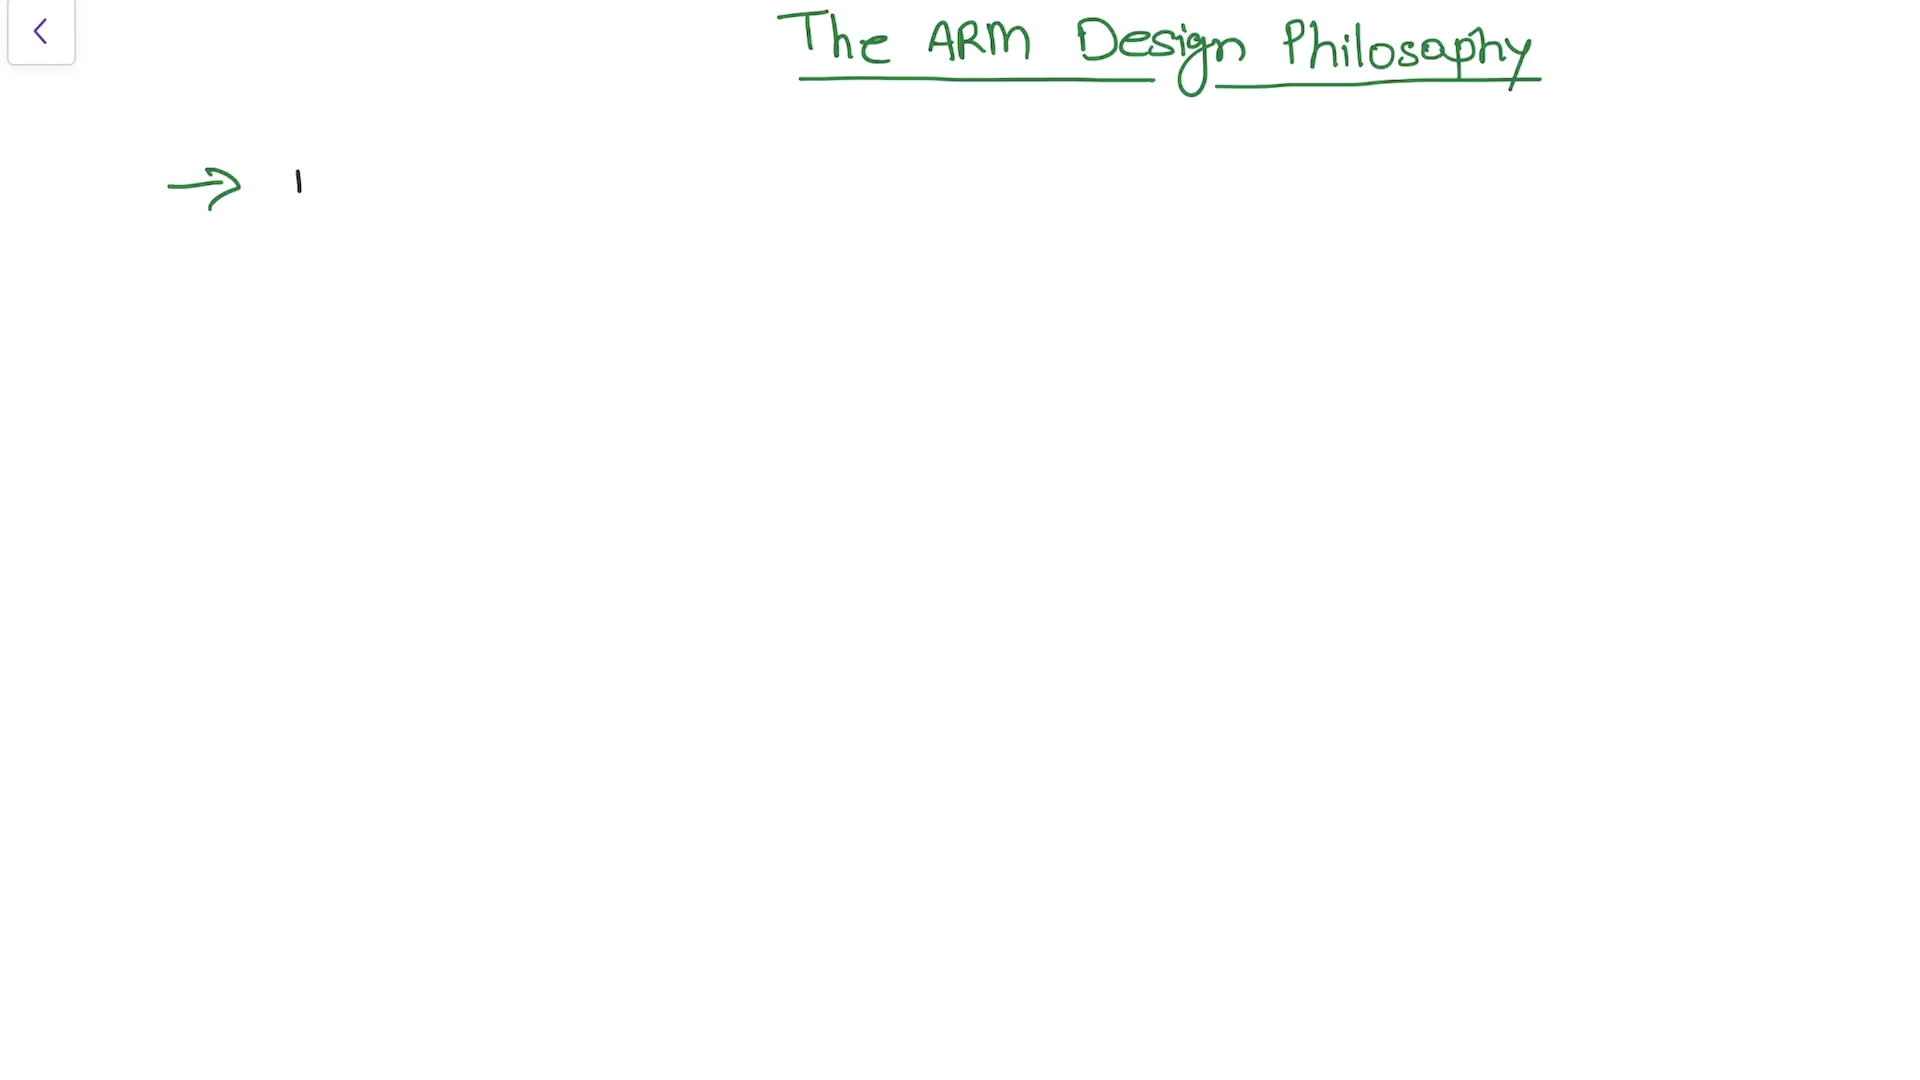 The ARM Design Philosophy
→